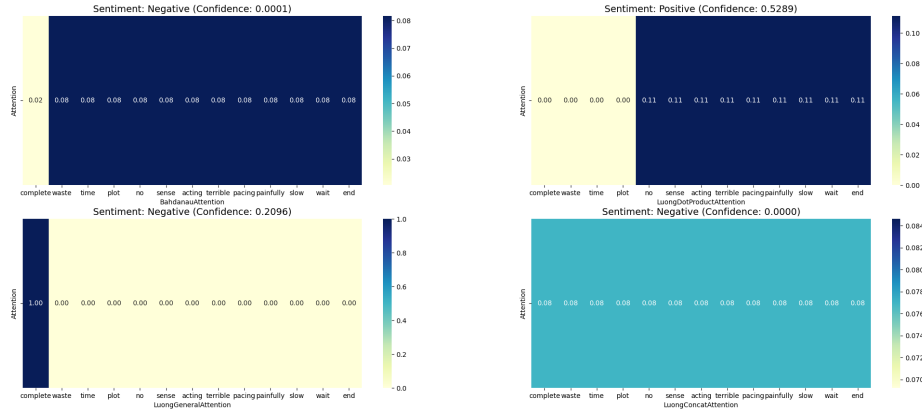 Sentiment: Negative (Confidence: 0.0001)
Attention
0.02 0.08 0.08 0.08 0.08 0.08 0.08 0.08 0.08 0.08 0.08 0.08 0.08
complete waste time plot no sense acting terrible pacing painfully slow wait end
BahdanauAttention
0.08
0.07
0.06
0.05
0.04
0.03
Sentiment: Positive (Confidence: 0.5289)
Attention
0.00 0.00 0.00 0.00 0.11 0.11 0.11 0.11 0.11 0.11 0.11 0.11 0.11
complete waste time plot no sense acting terrible pacing painfully slow wait end
LuongDotProductAttention
0.10
0.08
0.06
0.04
0.02
0.00
Sentiment: Negative (Confidence: 0.2096)
Attention
1.00 0.00 0.00 0.00 0.00 0.00 0.00 0.00 0.00 0.00 0.00 0.00 0.00
complete waste time plot no sense acting terrible pacing painfully slow wait end
LuongGeneralAttention
1.0
0.8
0.6
0.4
0.2
0.0
Sentiment: Negative (Confidence: 0.0000)
Attention
0.08 0.08 0.08 0.08 0.08 0.08 0.08 0.08 0.08 0.08 0.08 0.08 0.08
complete waste time plot no sense acting terrible pacing painfully slow wait end
LuongConcatAttention
0.084
0.082
0.080
0.078
0.076
0.074
0.072
0.070